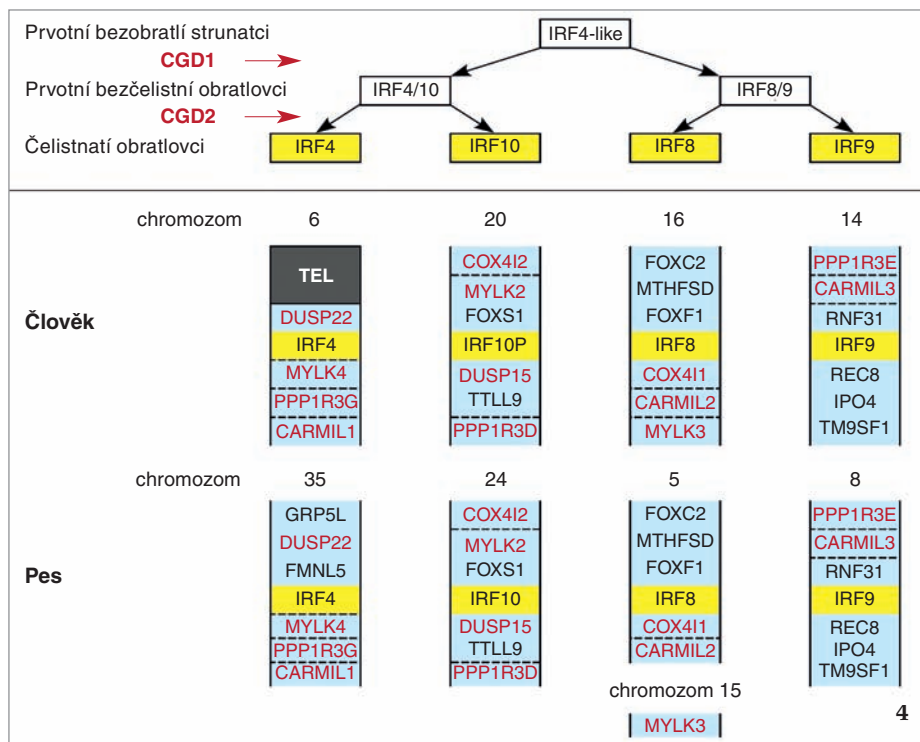 Prvotní bezobratlí strunatci
IRF4-like
CGD1
Prvotní bezčelistní obratlovci
IRF4/10
IRF8/9
CGD2
Čelistnatí obratlovci
IRF4
IRF10
IRF8
IRF9
chromozom
6
20
16
14
Člověk
TEL
DUSP22
IRF4
MYLK4
PPP1R3G
CARMIL1
COX4I2
MYLK2
FOXS1
IRF10P
DUSP15
TTLL9
PPP1R3D
FOXC2
MTHFSD
FOXF1
IRF8
COX4I1
CARMIL2
MYLK3
PPP1R3E
CARMIL3
RNF31
IRF9
REC8
IPO4
TM9SF1
chromozom
35
24
5
8
Pes
GRP5L
DUSP22
FMNL5
IRF4
MYLK4
PPP1R3G
CARMIL1
COX4I2
MYLK2
FOXS1
IRF10
DUSP15
TTLL9
PPP1R3D
FOXC2
MTHFSD
FOXF1
IRF8
COX4I1
CARMIL2
chromozom 15
MYLK3
PPP1R3E
CARMIL3
RNF31
IRF9
REC8
IPO4
TM9SF1
4